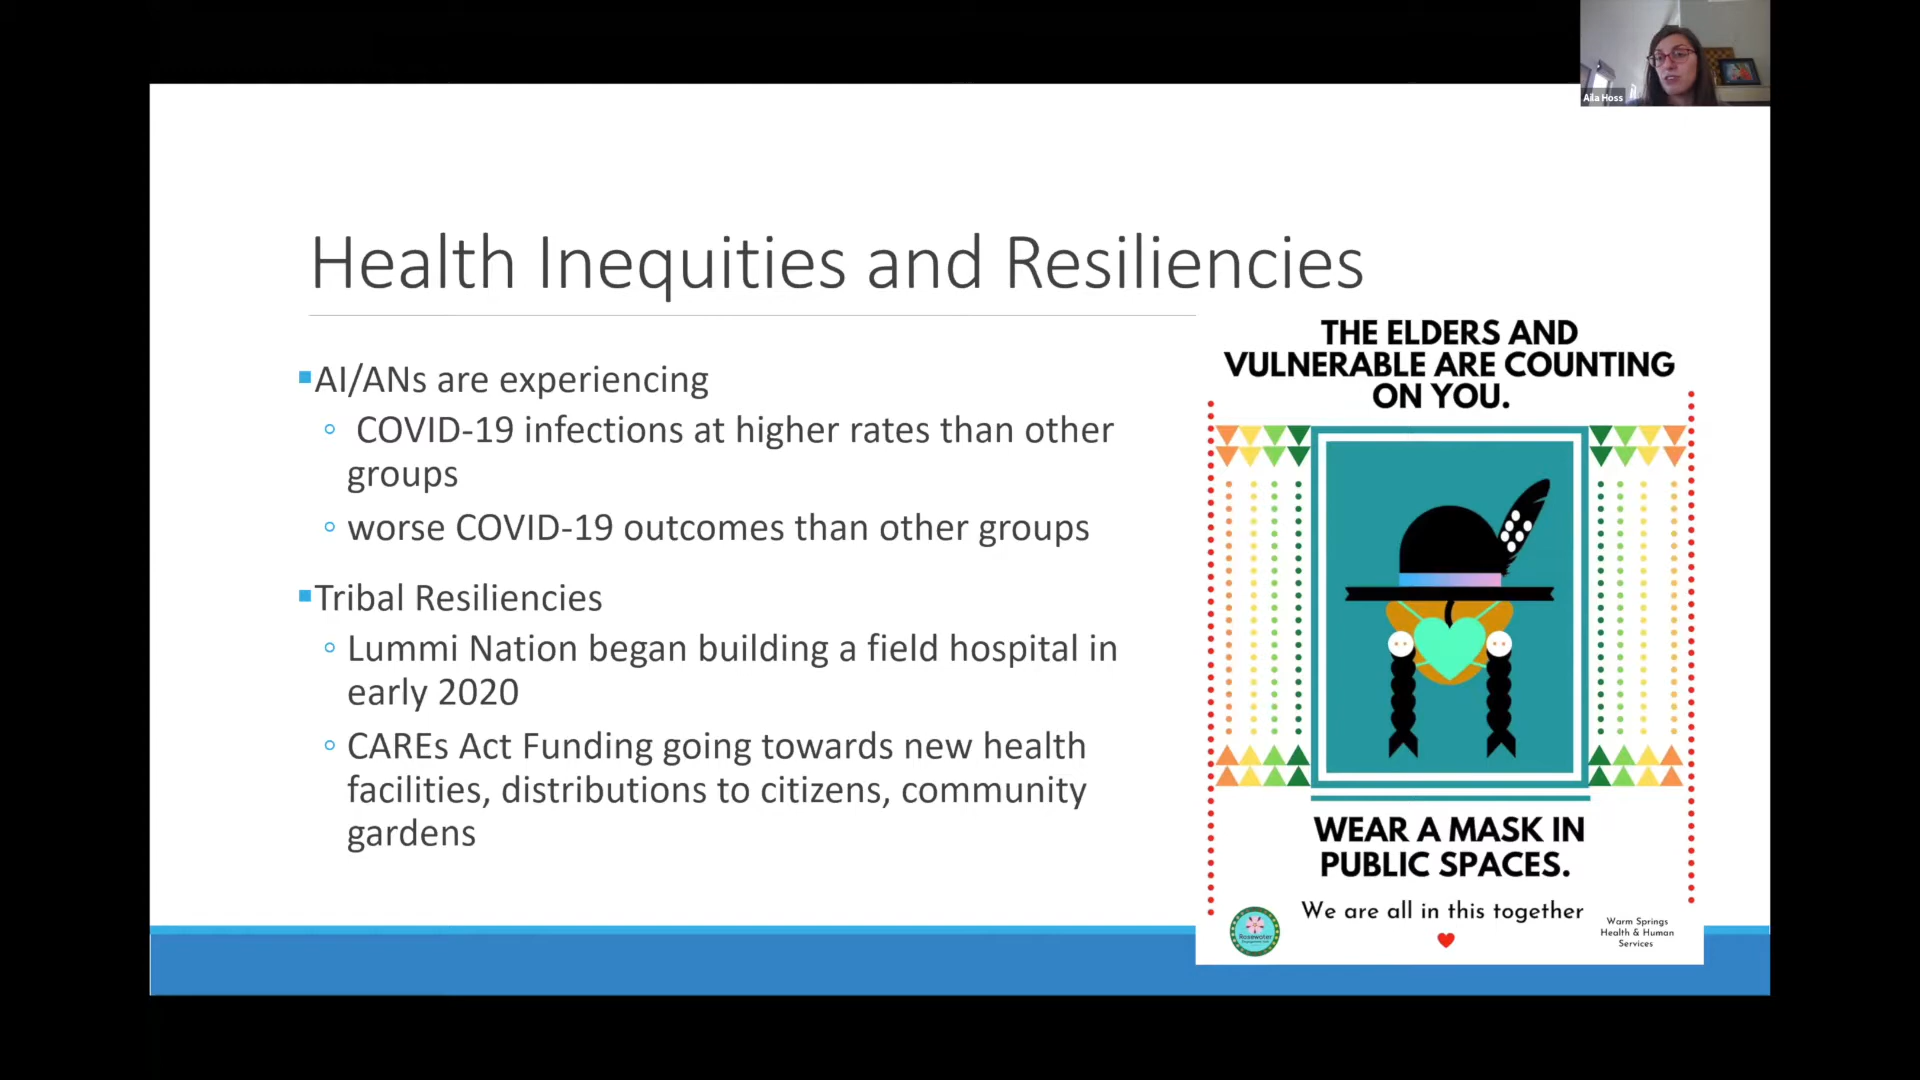 Aila Hoss
Health Inequities and Resiliencies
AI/ANs are experiencing
COVID-19 infections at higher rates than other
groups
worse COVID-19 outcomes than other groups
Tribal Resiliencies
Lummi Nation began building a field hospital in
early 2020
CAREs Act Funding going towards new health
facilities, distributions to citizens, community
gardens
THE ELDERS AND
VULNERABLE ARE COUNTING
ON YOU.
WEAR A MASK IN
PUBLIC SPACES.
We are all in this together
Rosewater
Warm Springs
Health & Human
Services